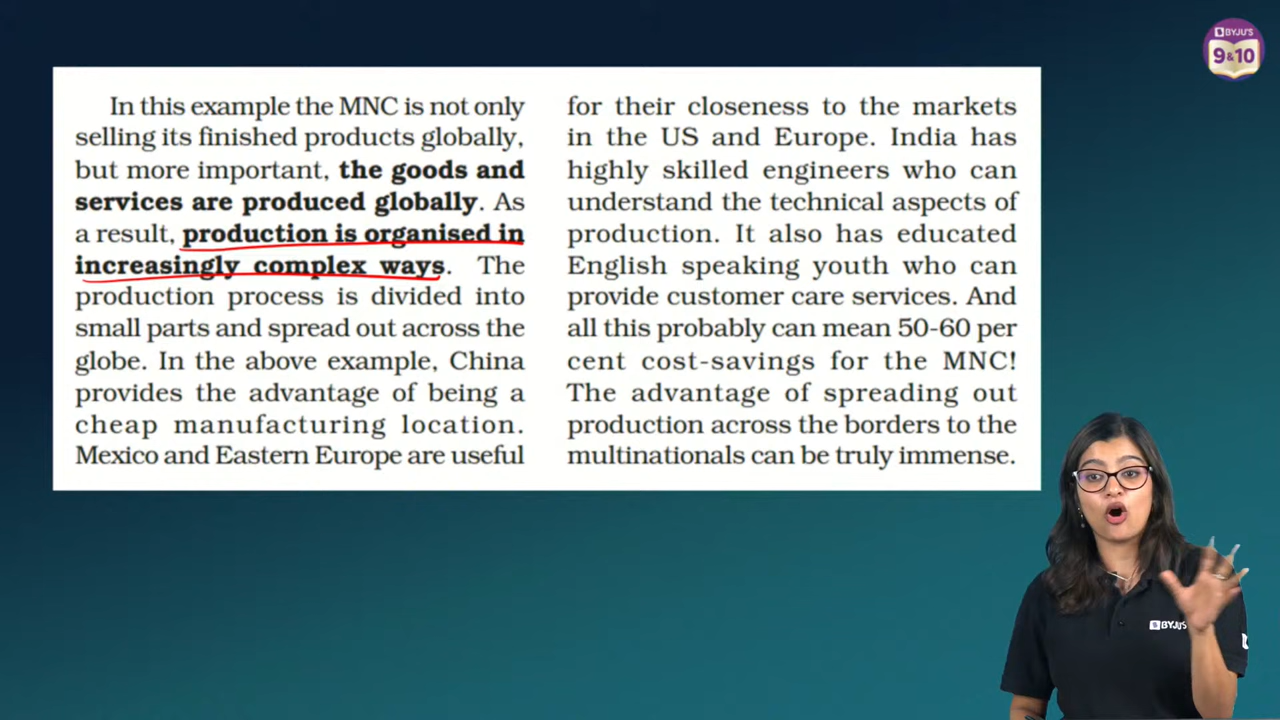 In this example the MNC is not only
selling its finished products globally,
but more important, the goods and
services are produced globally. As
a result, production is organised in
increasingly complex ways. The
production process is divided into
small parts and spread out across the
globe. In the above example, China
provides the advantage of being a
cheap manufacturing location.
Mexico and Eastern Europe are useful
for their closeness to the markets
in the US and Europe. India has
highly skilled engineers who can
understand the technical aspects of
production. It also has educated
English speaking youth who can
provide customer care services. And
all this probably can mean 50-60 per
cent cost-savings for the MNC!
The advantage of spreading out
production across the borders to the
multinationals can be truly immense.
BYJU'S
9&10
BYJU'S